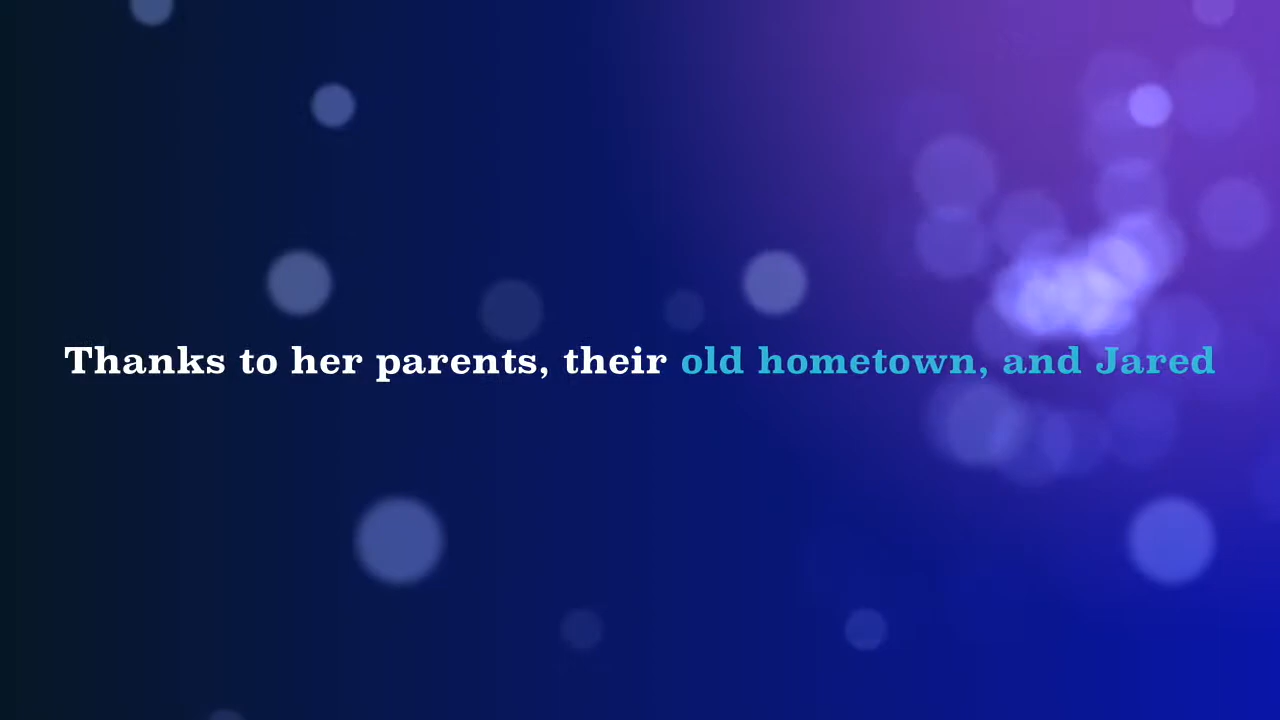 Thanks to her parents, their old hometown, and Jared